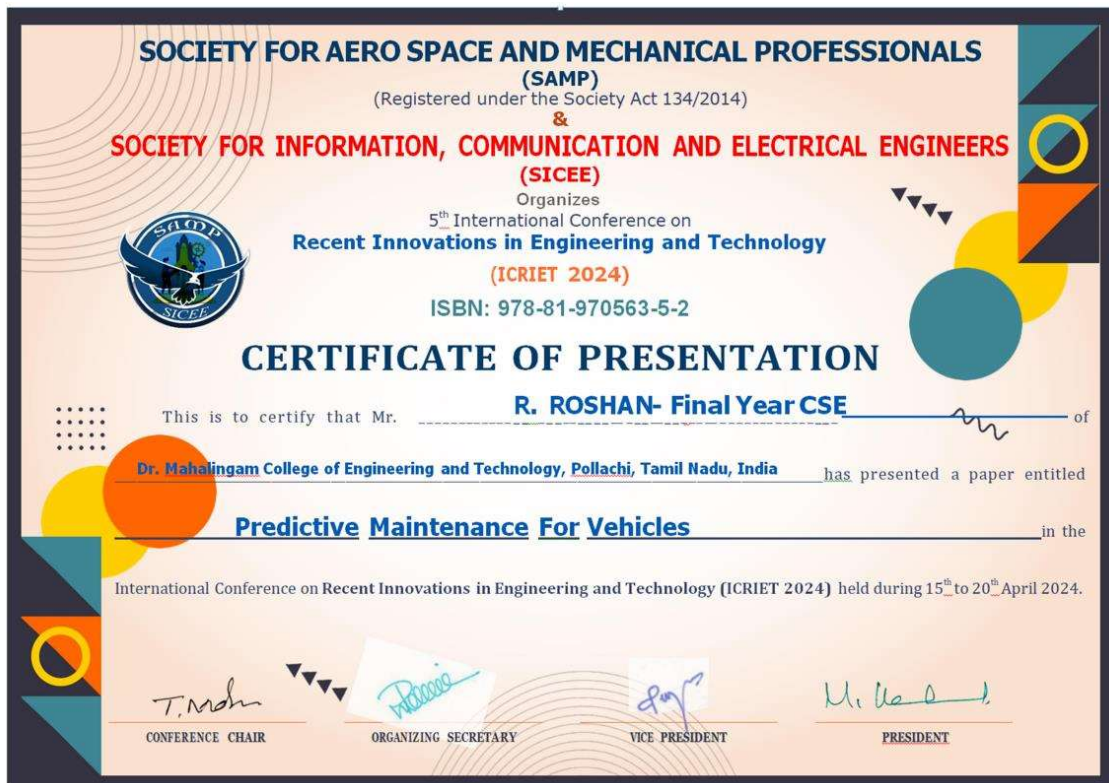 SOCIETY FOR AERO SPACE AND MECHANICAL PROFESSIONALS
(SAMP)
(Registered under the Society Act 134/2014)
&
SOCIETY FOR INFORMATION, COMMUNICATION AND ELECTRICAL ENGINEERS
(SICEE)
Organizes
5th International Conference on
Recent Innovations in Engineering and Technology
(ICRIET 2024)
ISBN: 978-81-970563-5-2
SAMP
SICEE
CERTIFICATE OF PRESENTATION
This is to certify that Mr. R. ROSHAN- Final Year CSE of
Dr. Mahalingam College of Engineering and Technology, Pollachi, Tamil Nadu, India has presented a paper entitled
Predictive Maintenance For Vehicles in the
International Conference on Recent Innovations in Engineering and Technology (ICRIET 2024) held during 15th to 20th April 2024.
CONFERENCE CHAIR ORGANIZING SECRETARY VICE PRESIDENT PRESIDENT